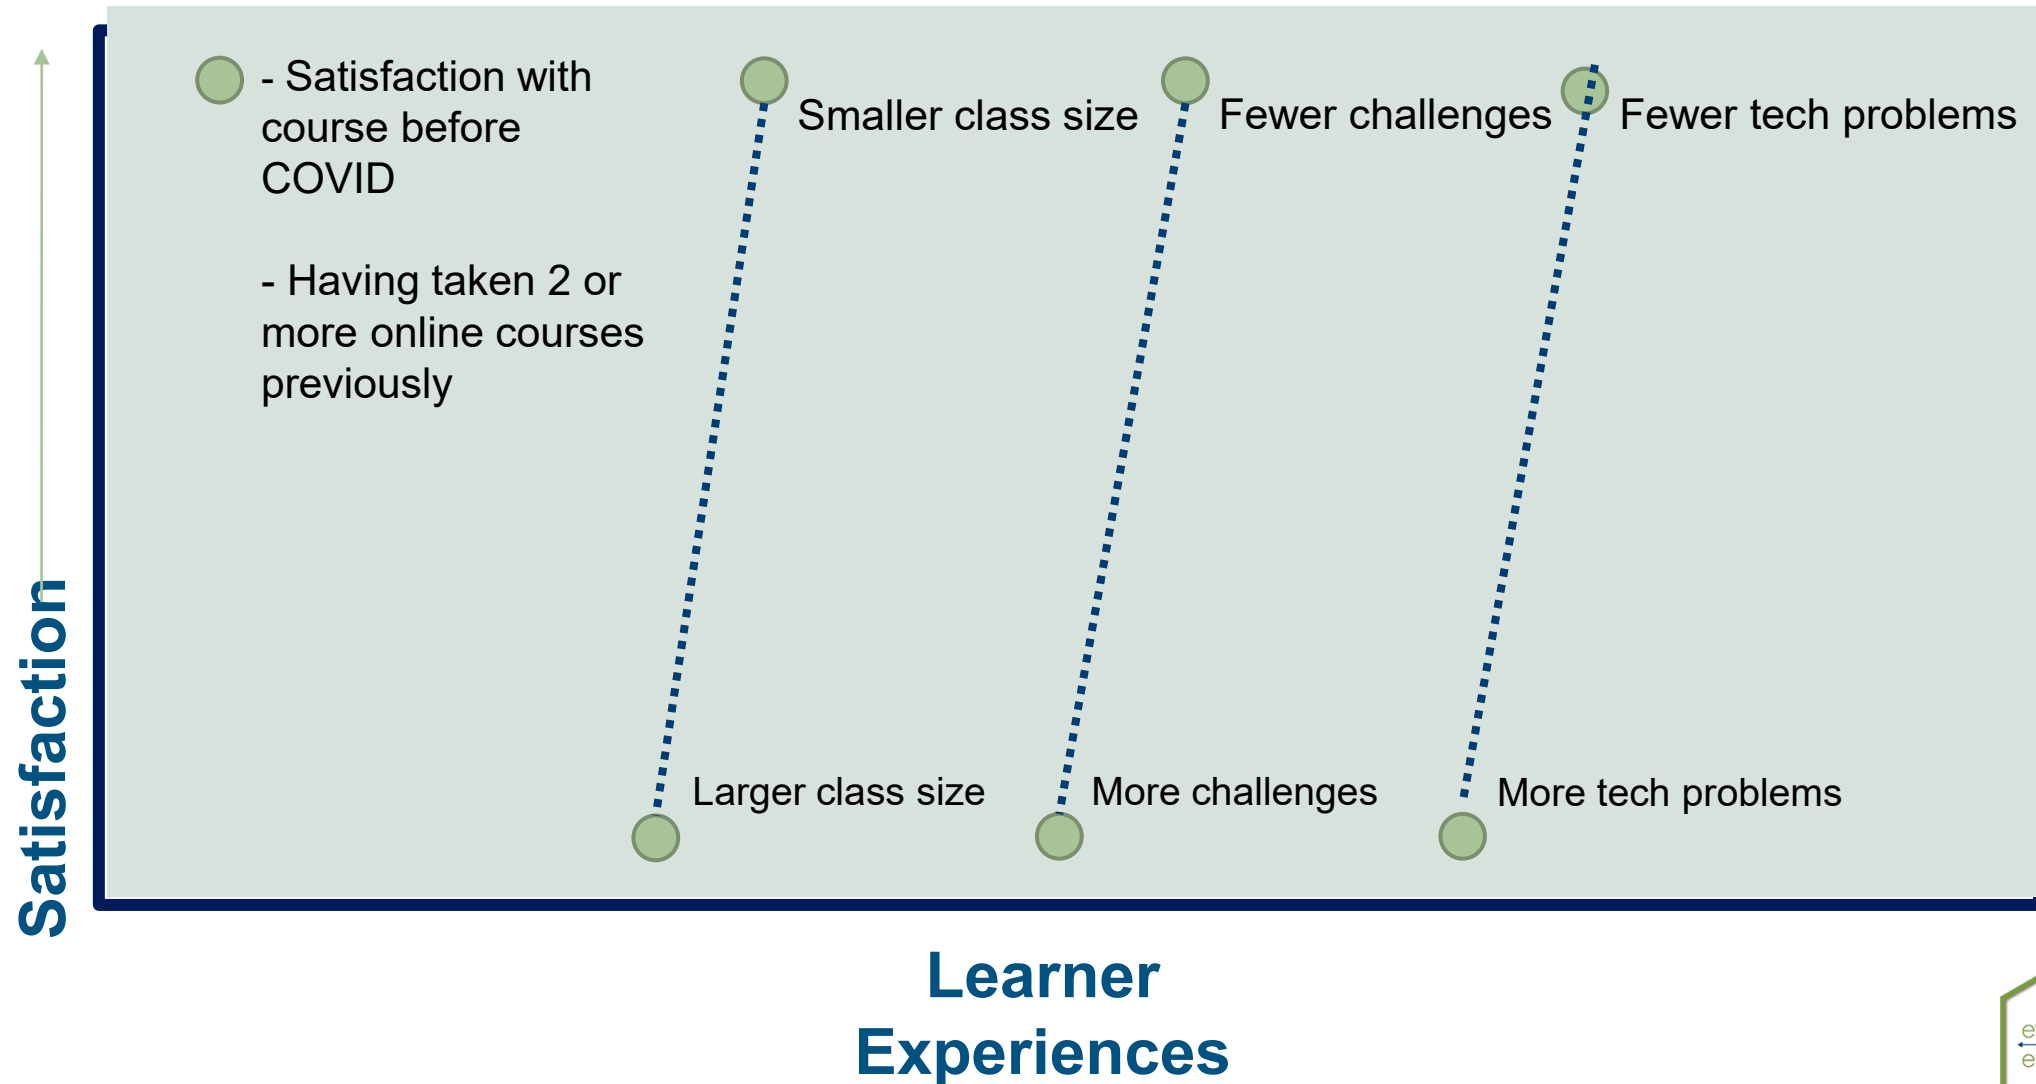 - Satisfaction with
course before
COVID
- Having taken 2 or
more online courses
previously
Smaller class size
Fewer challenges
Fewer tech problems
Larger class size
More challenges
More tech problems
Satisfaction
Learner
Experiences